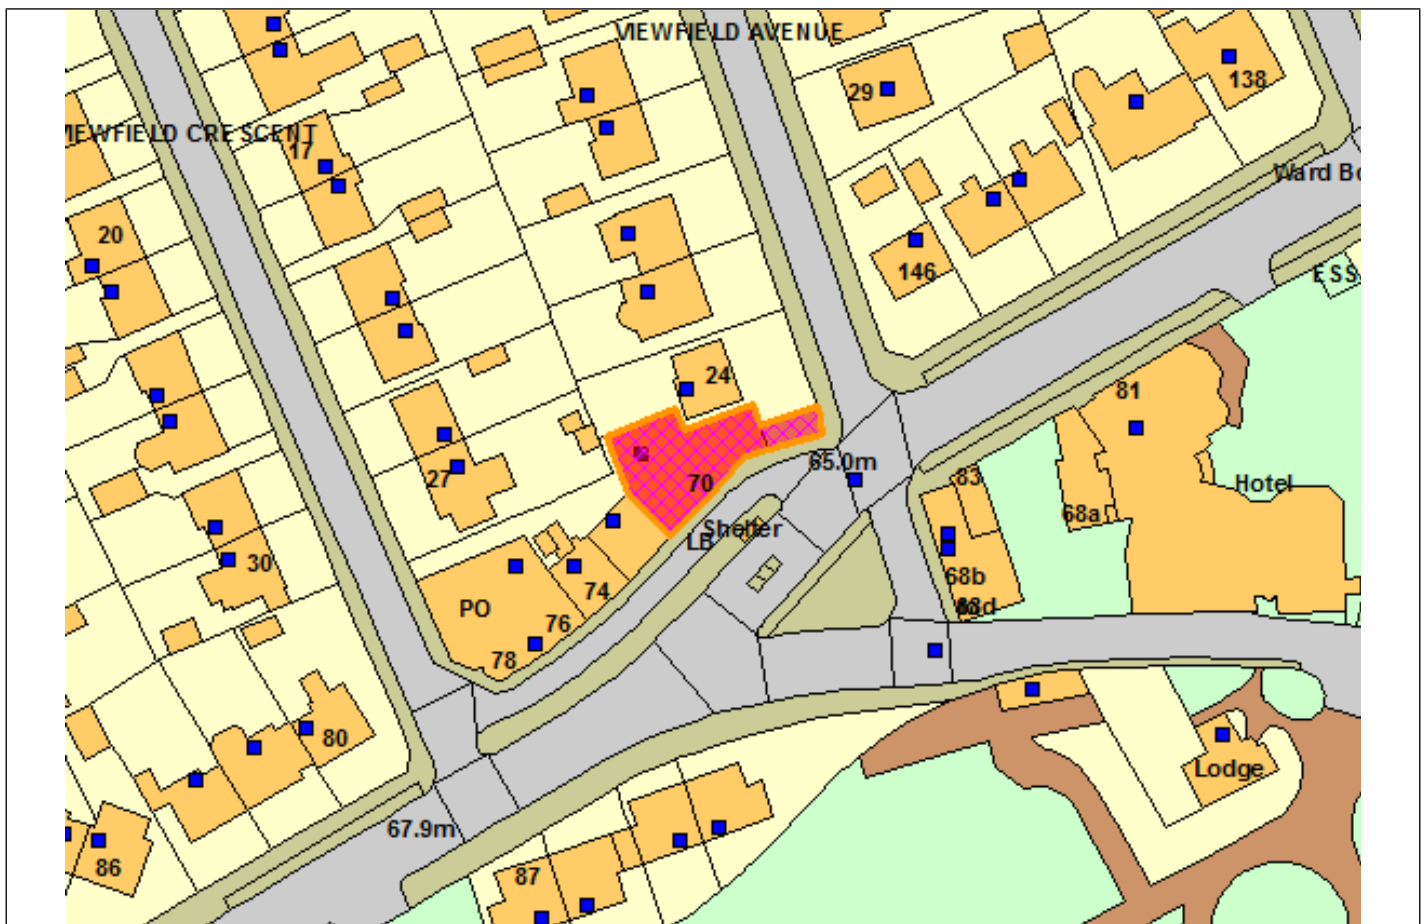 VIEWFIELD AVENUE
138
29
IEWFIELD CRESCENT
17
Ward Bo
20
146
ESS
24
81
27
70
65.0m
83
Hotel
68a
LB
Shelter
30
74
68b
PO
76
78
80
Lodge
67.9m
86
87